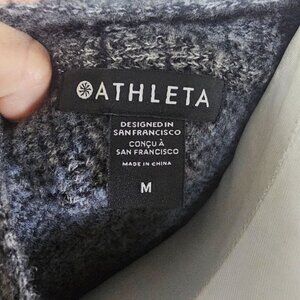 ATHLETA
DESIGNED IN
SAN FRANCISCO
CONÇU À
SAN FRANCISCO
MADE IN CHINA
M